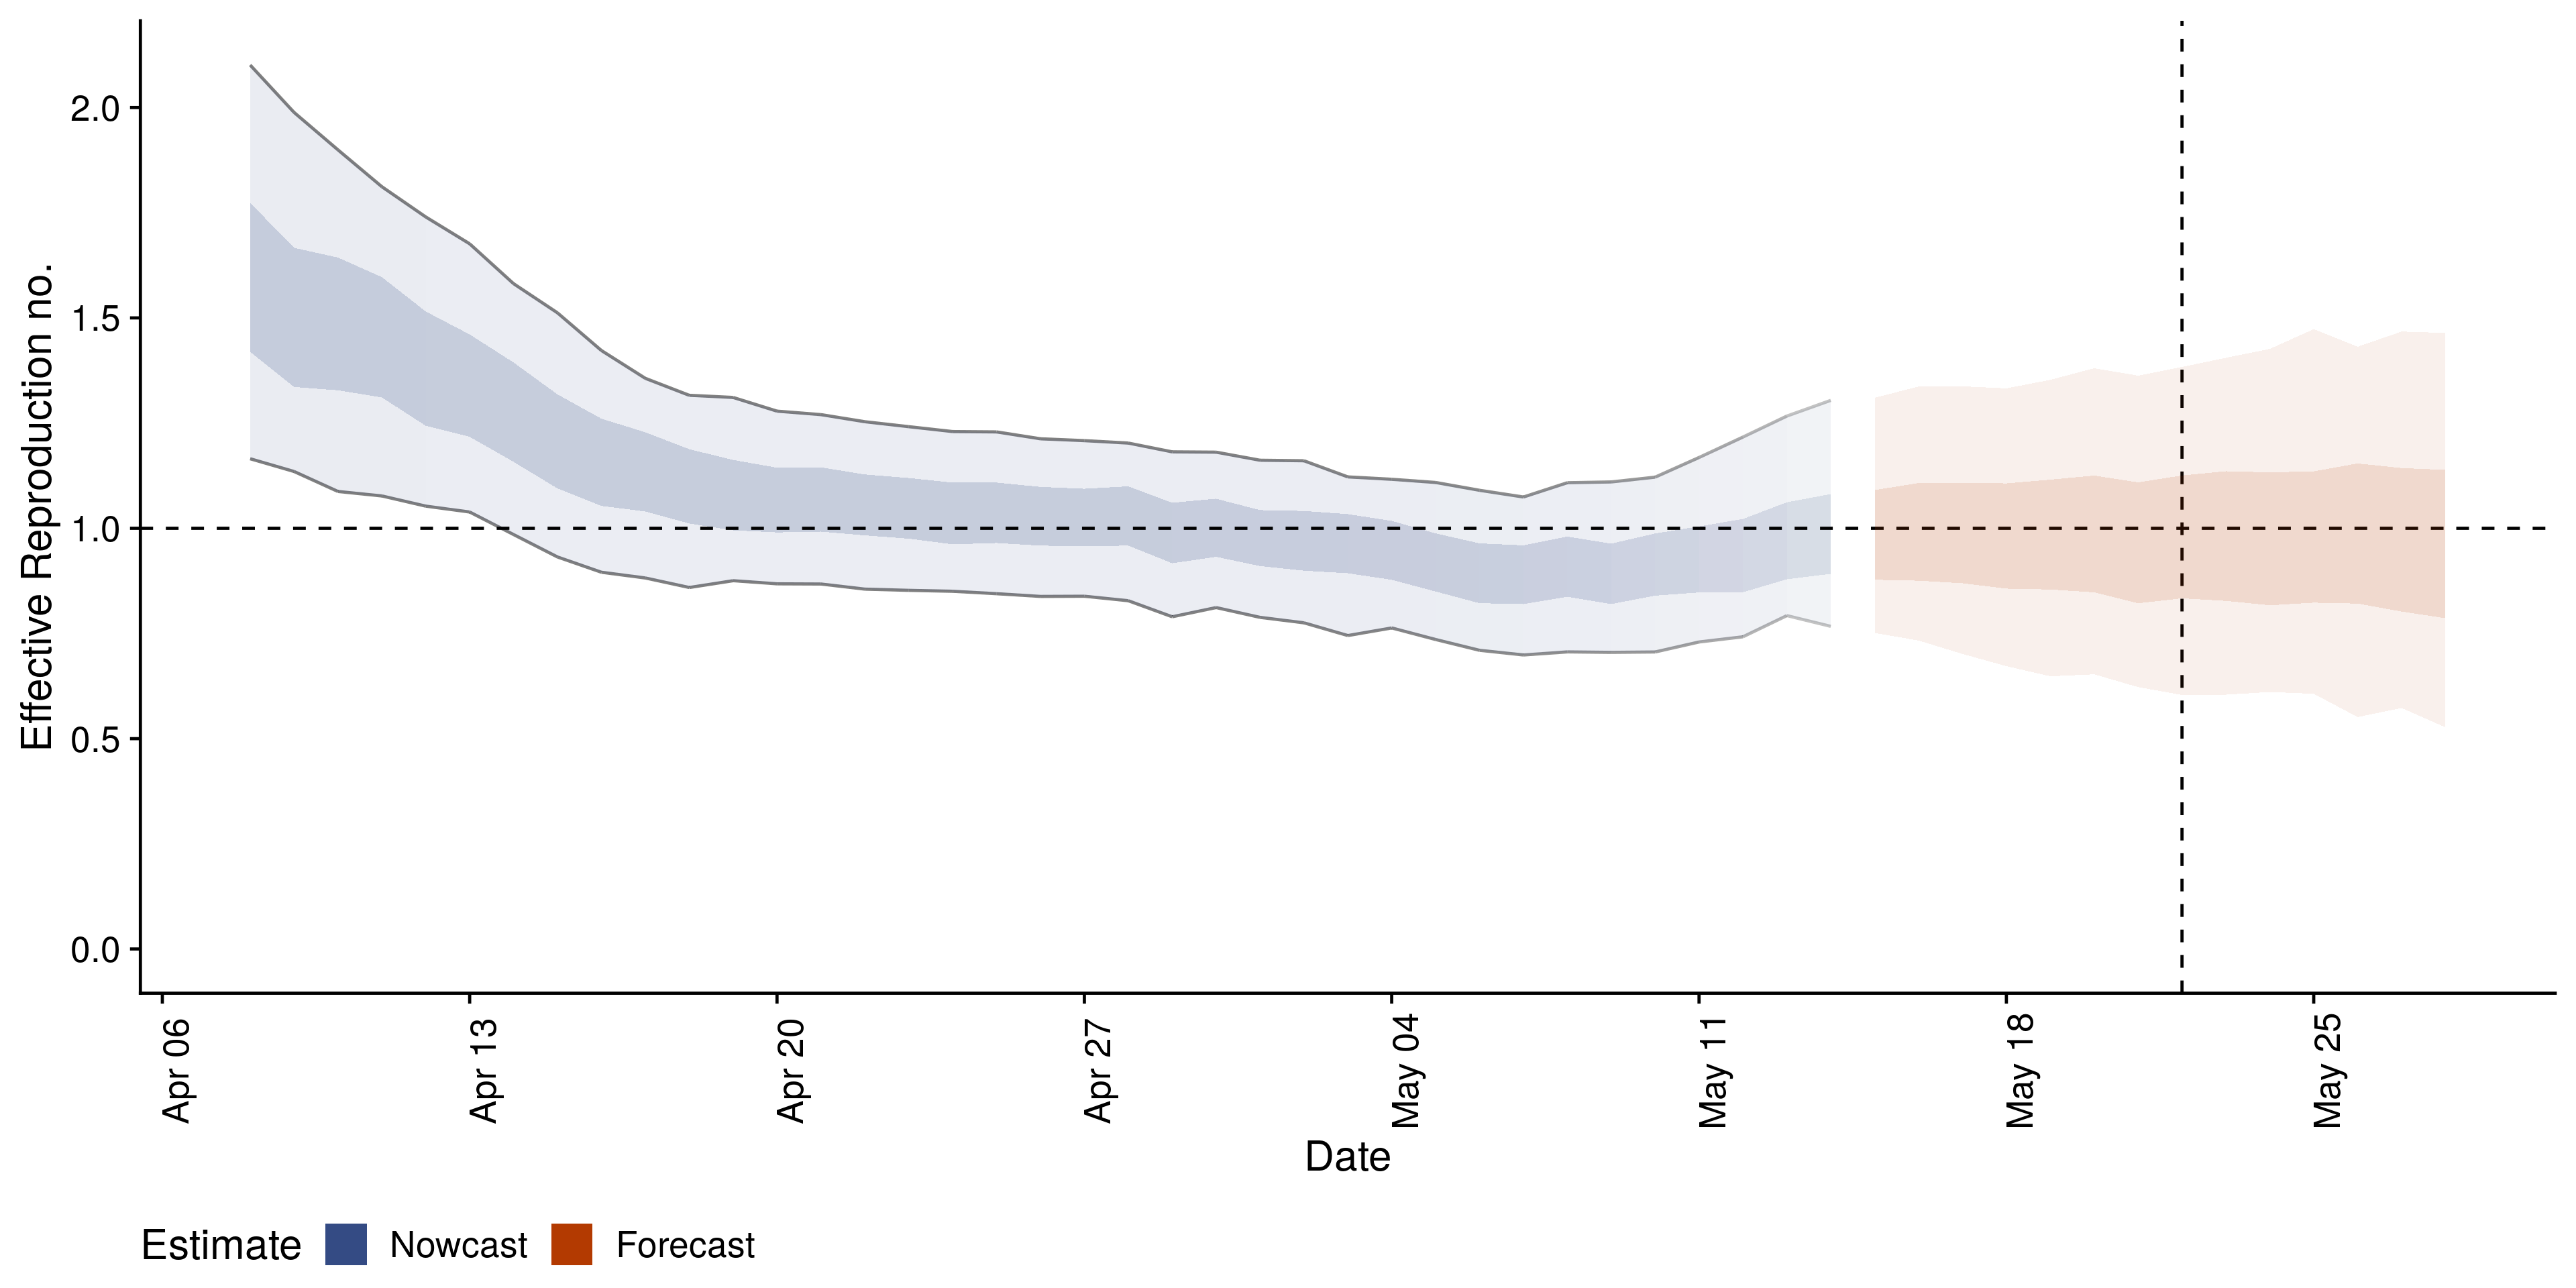 Effective Reproduction no.
2.0
1.5
1.0
0.5
0.0
Apr 06
Apr 13
Apr 20
Apr 27
May 04
May 11
May 18
May 25
Date
Estimate Nowcast Forecast